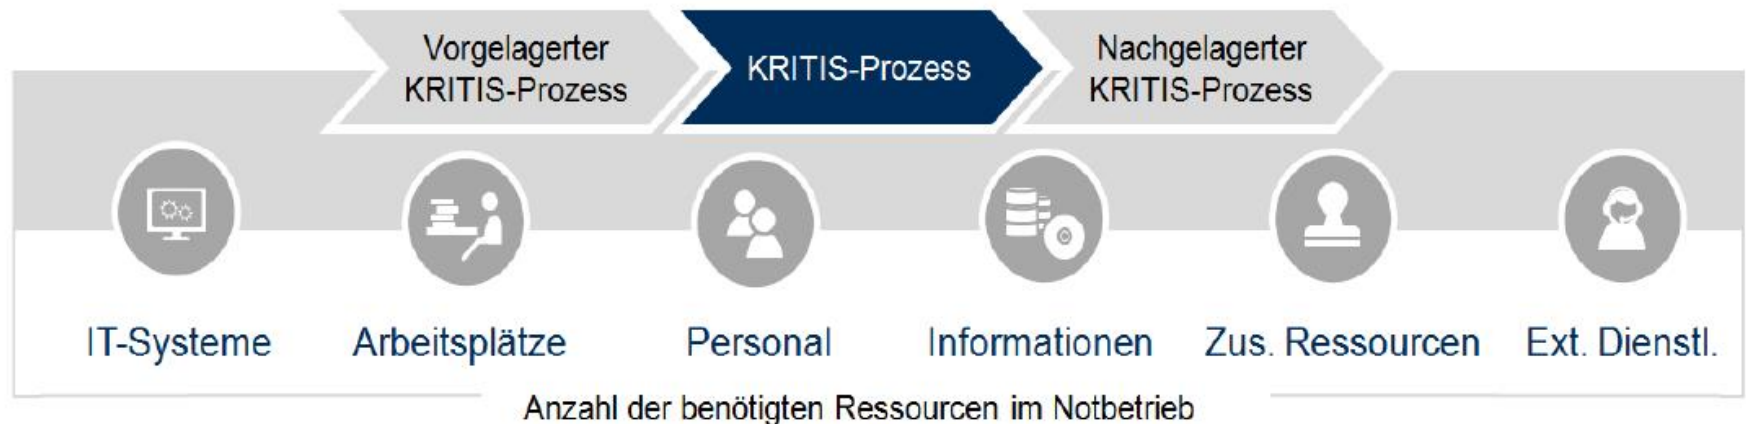 Vorgelagerter
KRITIS-Prozess
KRITIS-Prozess
Nachgelagerter
KRITIS-Prozess
IT-Systeme
Arbeitsplätze
Personal
Informationen
Zus. Ressourcen
Ext. Dienstl.
Anzahl der benötigten Ressourcen im Notbetrieb